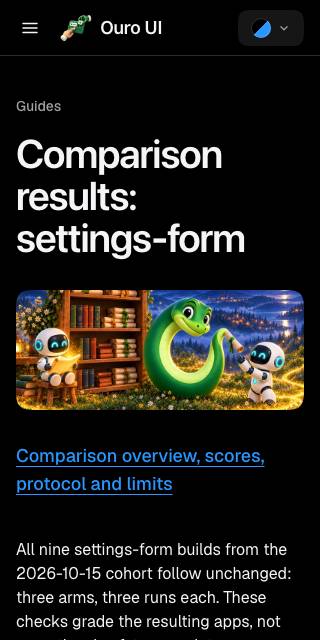 Ouro UI
Guides
Comparison
results:
settings-form
Comparison overview, scores,
protocol and limits
All nine settings-form builds from the
2026-10-15 cohort follow unchanged:
three arms, three runs each. These
checks grade the resulting apps, not